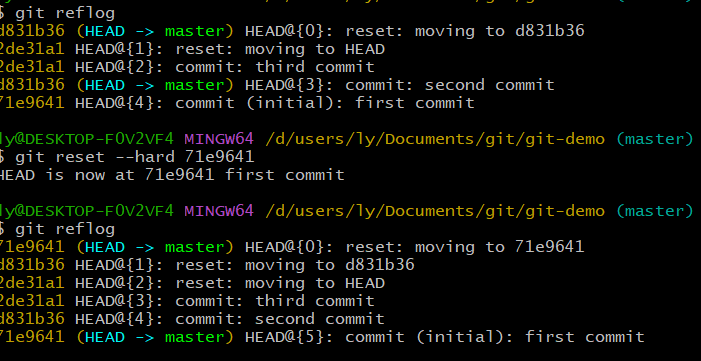 $ git reflog
d831b36 (HEAD -> master) HEAD@{0}: reset: moving to d831b36
2de31a1 HEAD@{1}: reset: moving to HEAD
2de31a1 HEAD@{2}: commit: third commit
d831b36 (HEAD -> master) HEAD@{3}: commit: second commit
71e9641 HEAD@{4}: commit (initial): first commit
ly@DESKTOP-F0V2VF4 MINGW64 /d/users/ly/Documents/git/git-demo (master)
$ git reset --hard 71e9641
HEAD is now at 71e9641 first commit
ly@DESKTOP-F0V2VF4 MINGW64 /d/users/ly/Documents/git/git-demo (master)
$ git reflog
71e9641 (HEAD -> master) HEAD@{0}: reset: moving to 71e9641
d831b36 HEAD@{1}: reset: moving to d831b36
2de31a1 HEAD@{2}: reset: moving to HEAD
2de31a1 HEAD@{3}: commit: third commit
d831b36 HEAD@{4}: commit: second commit
71e9641 (HEAD -> master) HEAD@{5}: commit (initial): first commit